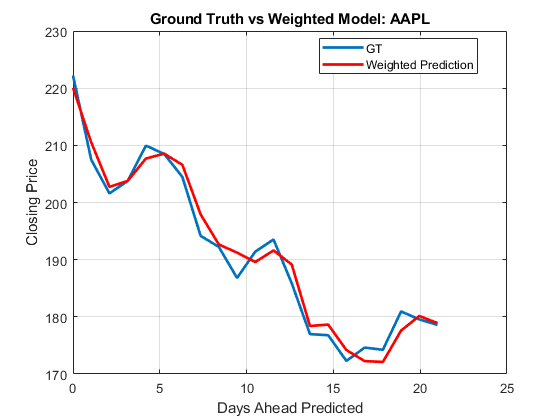 Ground Truth vs Weighted Model: AAPL
GT
Weighted Prediction
230
220
210
200
190
180
170
Closing Price
0
5
10
15
20
25
Days Ahead Predicted